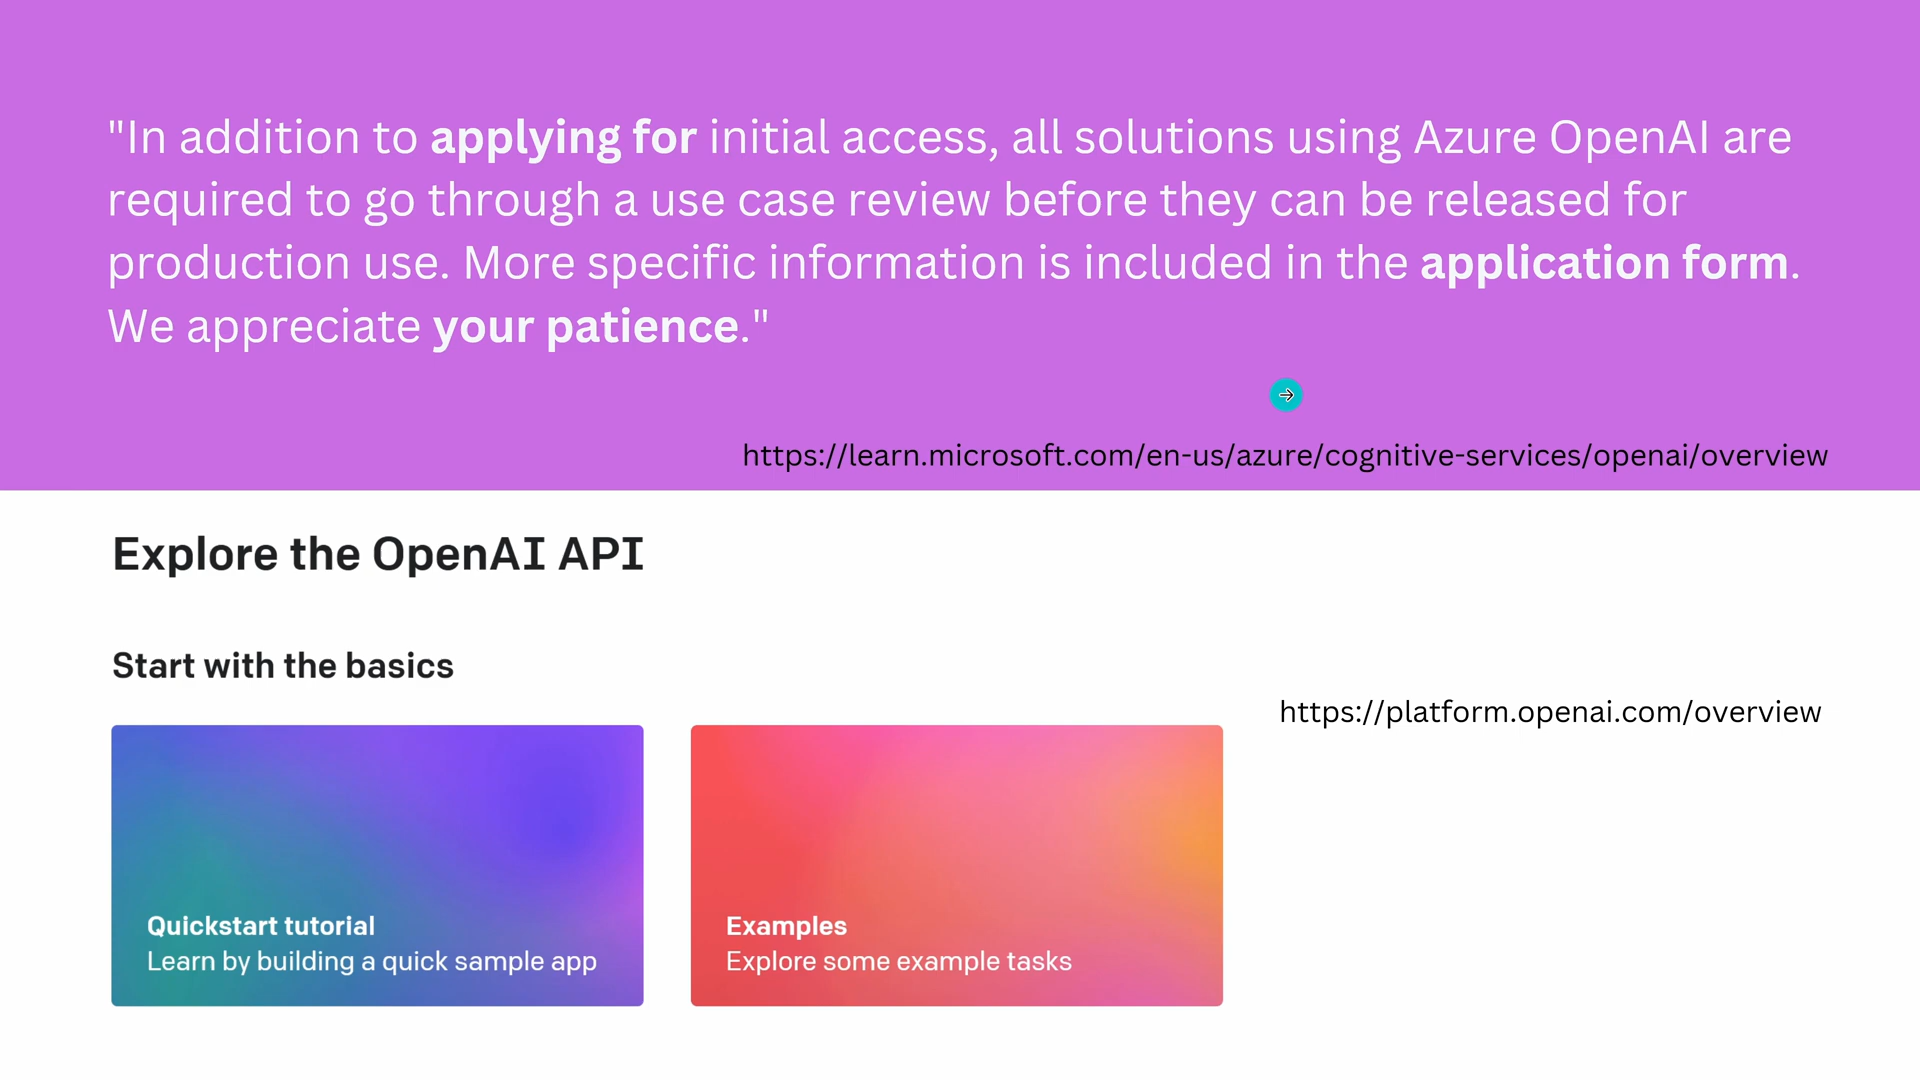 "In addition to applying for initial access, all solutions using Azure OpenAI are
required to go through a use case review before they can be released for
production use. More specific information is included in the application form.
We appreciate your patience."
https://learn.microsoft.com/en-us/azure/cognitive-services/openai/overview
Explore the OpenAI API
Start with the basics
https://platform.openai.com/overview
Quickstart tutorial
Learn by building a quick sample app
Examples
Explore some example tasks